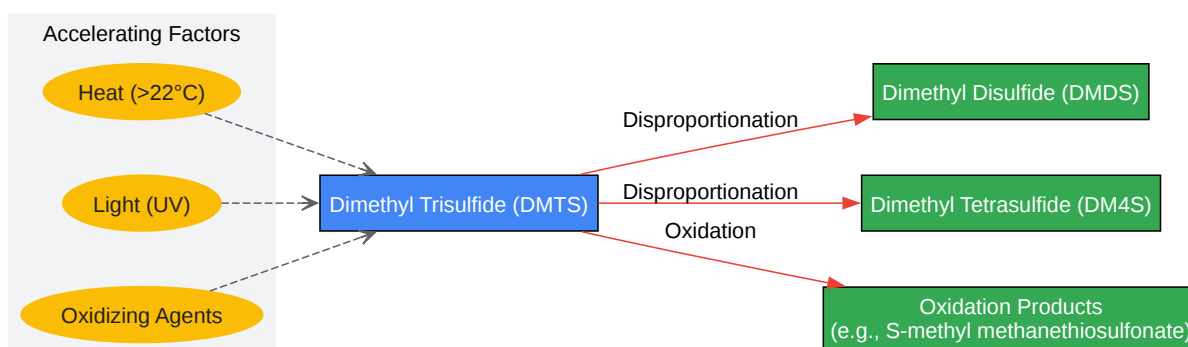 Accelerating Factors
Heat (>22°C)
Light (UV)
Oxidizing Agents
Dimethyl Trisulfide (DMTS)
Disproportionation
Disproportionation
Oxidation
Dimethyl Disulfide (DMDS)
Dimethyl Tetrasulfide (DM4S)
Oxidation Products
(e.g., S-methyl methanethiosulfonate)